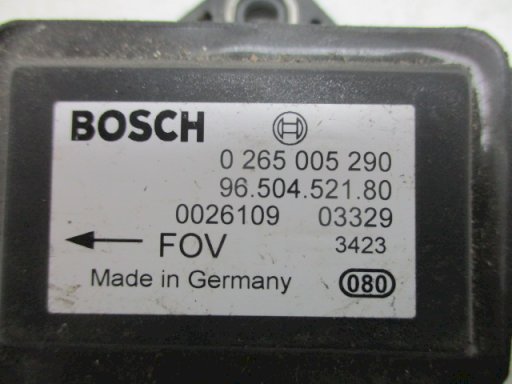 BOSCH
0 265 005 290
96.504.521.80
0026109 03329
FOV 3423
Made in Germany 080